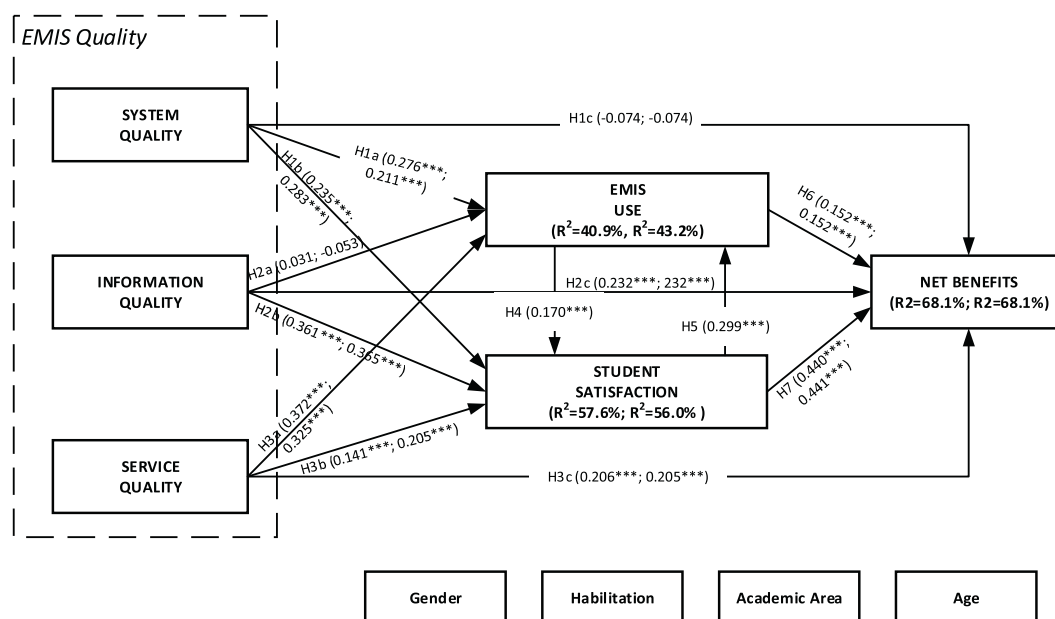 EMIS Quality
SYSTEM
QUALITY
H1c (-0.074; -0.074)
H1a (0.276***;
0.211***)
H1b (0.235***;
0.283***)
EMIS
USE
(R²=40.9%, R²=43.2%)
H6 (0.152***;
0.152***)
H2a (0.031; -0.053)
INFORMATION
QUALITY
H2c (0.232***; 232***)
NET BENEFITS
(R2=68.1%; R2=68.1%)
H2b (0.361***; 0.365***)
H4 (0.170***)
H5 (0.299***)
STUDENT
SATISFACTION
(R²=57.6%; R²=56.0% )
H7 (0.440***;
0.441***)
H3a (0.372***;
0.325***)
H3b (0.141***; 0.205***)
SERVICE
QUALITY
H3c (0.206***; 0.205***)
Gender
Habilitation
Academic Area
Age